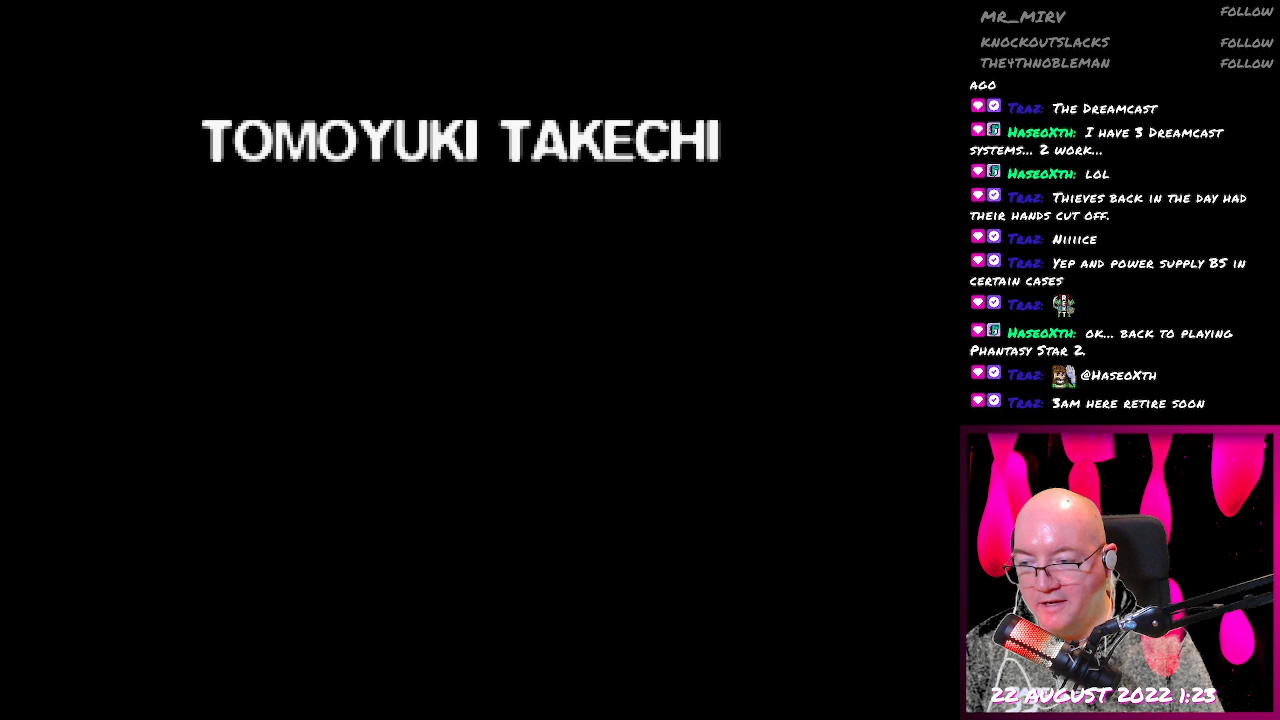 TOMOYUKI TAKECHI
MR_MIRV FOLLOW
KNOCKOUTSLACKS FOLLOW
THE4THNOBLEMAN FOLLOW
AGO
TRAZ: THE DREAMCAST
HASEOXTH: I HAVE 3 DREAMCAST
SYSTEMS... 2 WORK...
HASEOXTH: LOL
TRAZ: THIEVES BACK IN THE DAY HAD
THEIR HANDS CUT OFF.
TRAZ: NIIIICE
TRAZ: YEP AND POWER SUPPLY BS IN
CERTAIN CASES
TRAZ:
HASEOXTH: OK... BACK TO PLAYING
PHANTASY STAR 2.
TRAZ: @HASEOXTH
TRAZ: 3AM HERE RETIRE SOON
22 AUGUST 2022 1:23